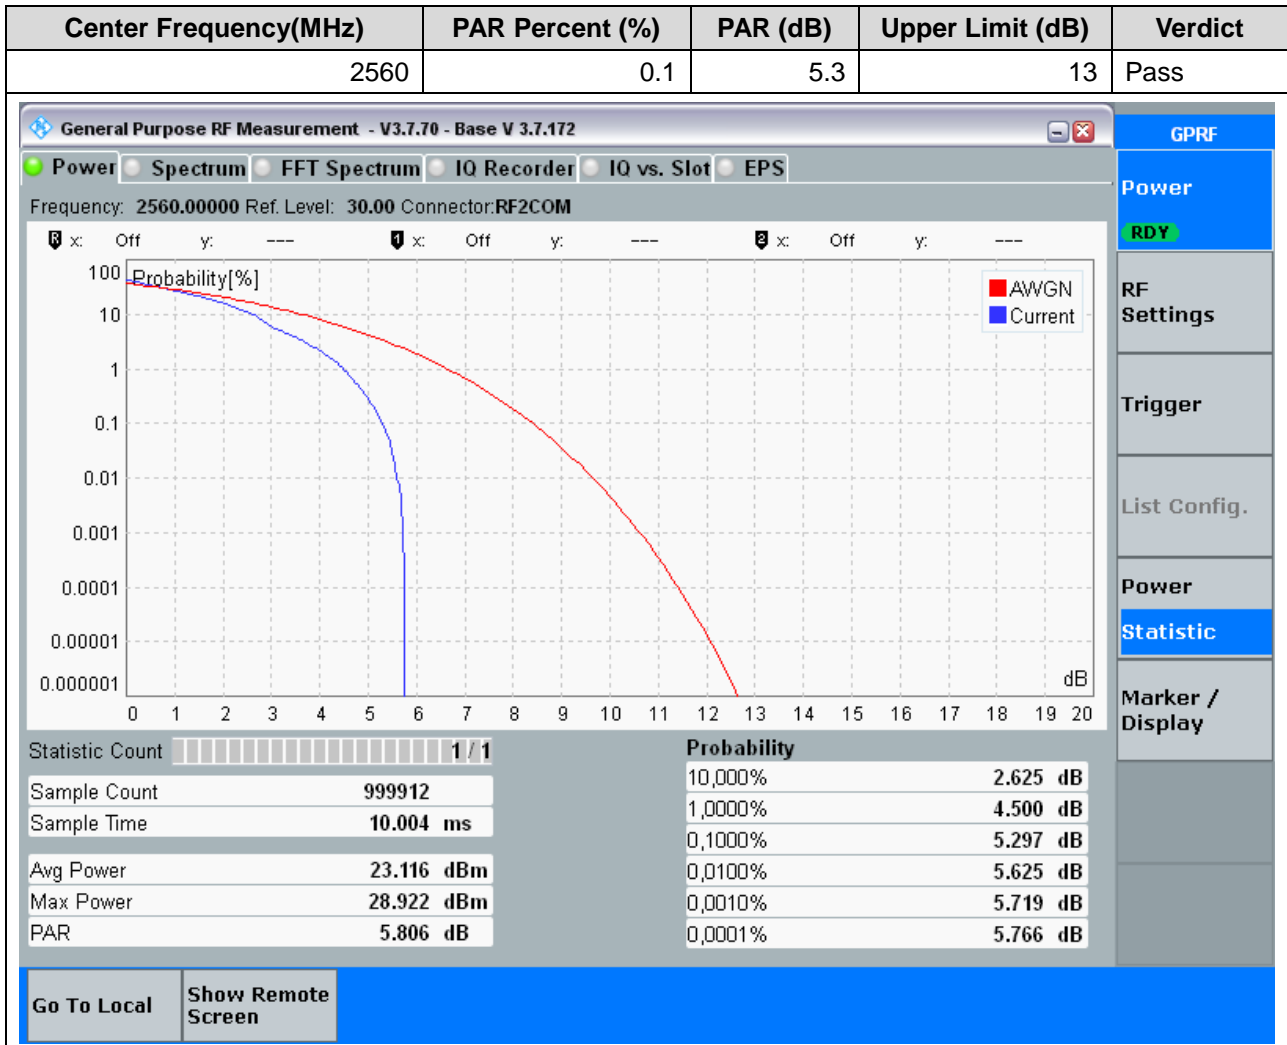 Center Frequency(MHz) PAR Percent (%) PAR (dB) Upper Limit (dB) Verdict
2560 0.1 5.3 13 Pass
General Purpose RF Measurement - V3.7.70 - Base V 3.7.172
GPRF
Power Spectrum FFT Spectrum IQ Recorder IQ vs. Slot EPS
Power
RDY
Frequency: 2560.00000 Ref. Level: 30.00 Connector:RF2COM
R x: Off y: --- 1 x: Off y: --- 2 x: Off y: ---
100 Probability[%]
AWGN
Current
10
1
0.1
0.01
0.001
0.0001
0.00001
0.000001
dB
0 1 2 3 4 5 6 7 8 9 10 11 12 13 14 15 16 17 18 19 20
RF
Settings
Trigger
List Config.
Power
Statistic
Marker /
Display
Statistic Count 1 / 1
Sample Count 999912
Sample Time 10.004 ms
Avg Power 23.116 dBm
Max Power 28.922 dBm
PAR 5.806 dB
Probability
10,000% 2.625 dB
1,0000% 4.500 dB
0,1000% 5.297 dB
0,0100% 5.625 dB
0,0010% 5.719 dB
0,0001% 5.766 dB
Go To Local
Show Remote
Screen